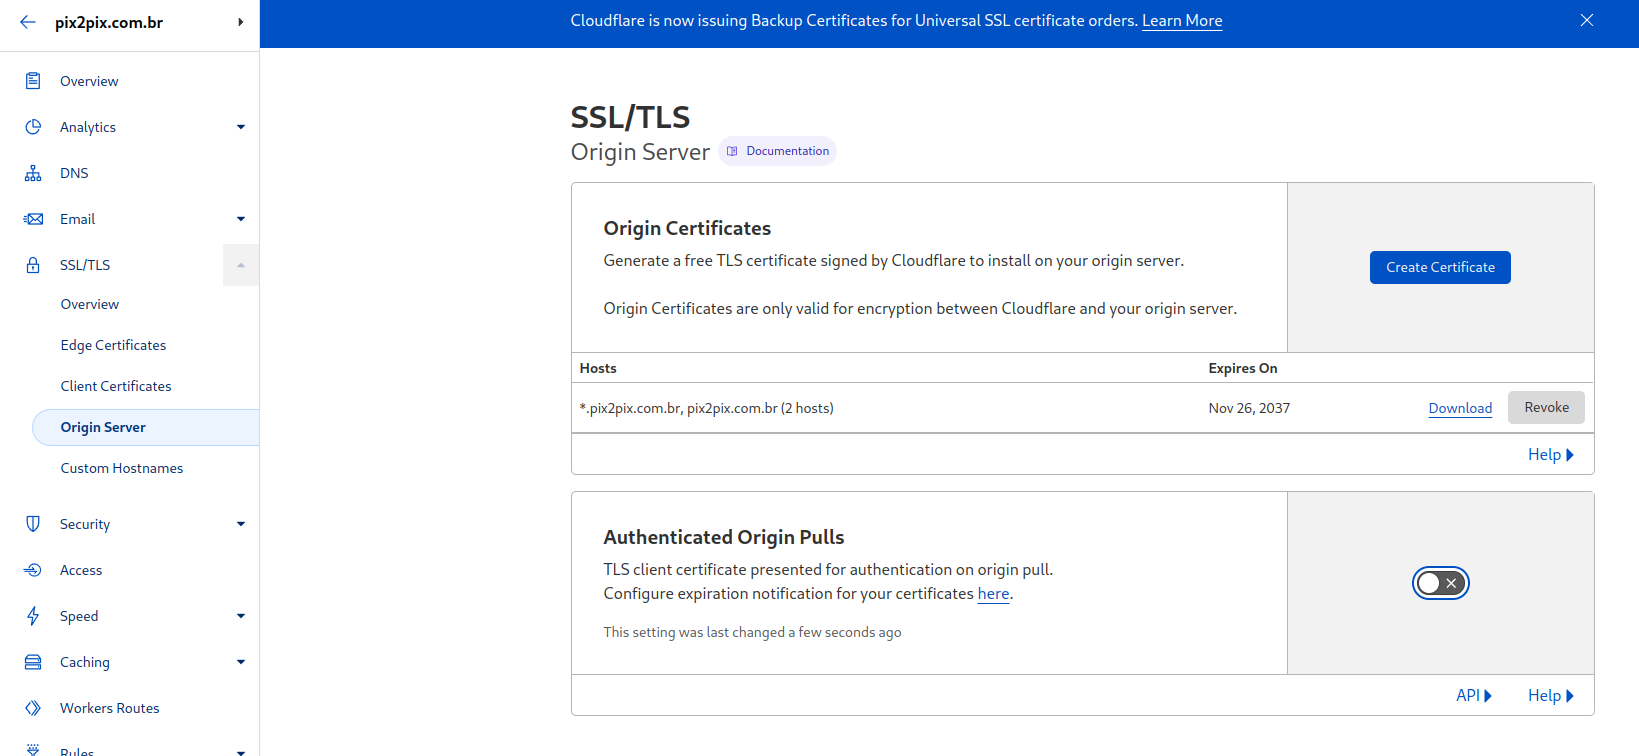 pix2pix.com.br
Cloudflare is now issuing Backup Certificates for Universal SSL certificate orders. Learn More
Overview
Analytics
DNS
Email
SSL/TLS
Overview
Edge Certificates
Client Certificates
Origin Server
Custom Hostnames
Security
Access
Speed
Caching
Workers Routes
Rules
SSL/TLS
Origin Server Documentation
Origin Certificates
Generate a free TLS certificate signed by Cloudflare to install on your origin server.
Origin Certificates are only valid for encryption between Cloudflare and your origin server.
Create Certificate
Hosts Expires On
*.pix2pix.com.br, pix2pix.com.br (2 hosts) Nov 26, 2037 Download Revoke
Help
Authenticated Origin Pulls
TLS client certificate presented for authentication on origin pull.
Configure expiration notification for your certificates here.
This setting was last changed a few seconds ago
API Help